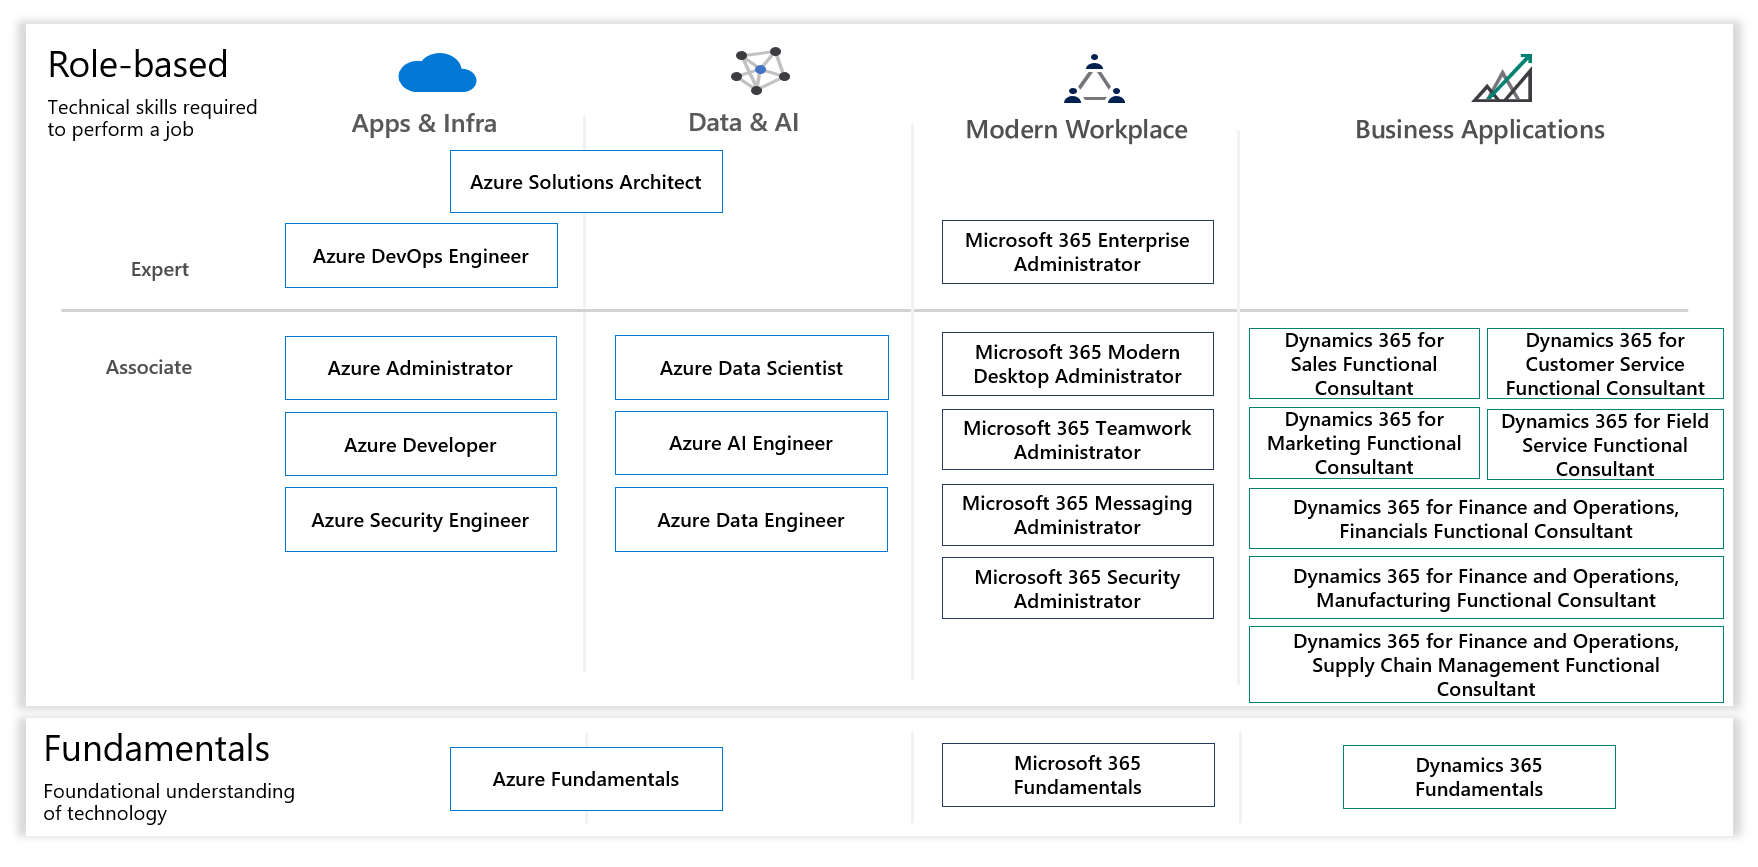 Role-based
Technical skills required
to perform a job
Apps & Infra
Data & AI
Modern Workplace
Business Applications
Azure Solutions Architect
Expert
Azure DevOps Engineer
Microsoft 365 Enterprise
Administrator
Associate
Azure Administrator
Azure Developer
Azure Security Engineer
Azure Data Scientist
Azure AI Engineer
Azure Data Engineer
Microsoft 365 Modern
Desktop Administrator
Microsoft 365 Teamwork
Administrator
Microsoft 365 Messaging
Administrator
Microsoft 365 Security
Administrator
Dynamics 365 for
Sales Functional
Consultant
Dynamics 365 for
Customer Service
Functional Consultant
Dynamics 365 for
Marketing Functional
Consultant
Dynamics 365 for Field
Service Functional
Consultant
Dynamics 365 for Finance and Operations,
Financials Functional Consultant
Dynamics 365 for Finance and Operations,
Manufacturing Functional Consultant
Dynamics 365 for Finance and Operations,
Supply Chain Management Functional
Consultant
Fundamentals
Foundational understanding
of technology
Azure Fundamentals
Microsoft 365
Fundamentals
Dynamics 365
Fundamentals